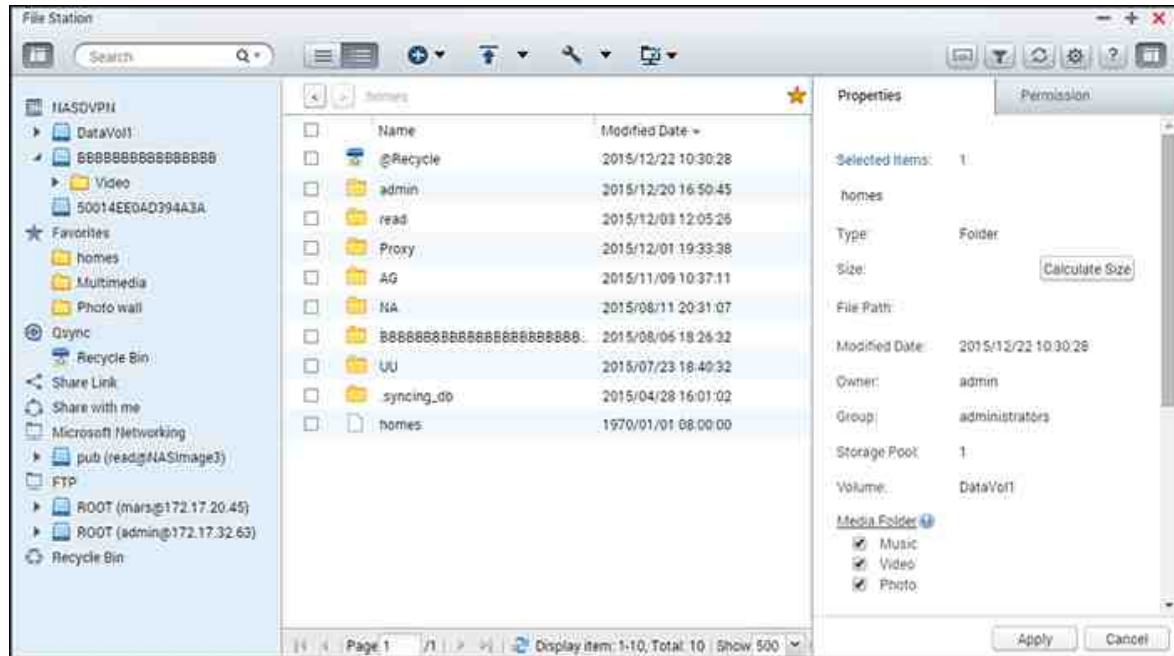 File Station
Search
NASDVPN
DataVol1
BBBBBBBBBBBBBBBBB
Video
50014EE0AD394A3A
Favorites
homes
Multimedia
Photo wall
Qsync
Recycle Bin
Share Link
Share with me
Microsoft Networking
pub (read@NASImage3)
FTP
ROOT (mars@172.17.20.45)
ROOT (admin@172.17.32.63)
Recycle Bin
homes
Name Modified Date
@Recycle 2015/12/22 10:30:28
admin 2015/12/20 16:50:45
read 2015/12/03 12:05:26
Proxy 2015/12/01 19:33:38
AG 2015/11/09 10:37:11
NA 2015/08/11 20:31:07
BBBBBBBBBBBBBBBBBBBBBBBBB... 2015/08/06 18:26:32
UU 2015/07/23 18:40:32
.syncing_db 2015/04/28 16:01:02
homes 1970/01/01 08:00:00
Page 1 /1 Display item: 1-10, Total: 10 Show 500
Properties Permission
Selected Items: 1
homes
Type: Folder
Size: Calculate Size
File Path:
Modified Date: 2015/12/22 10:30:28
Owner: admin
Group: administrators
Storage Pool: 1
Volume: DataVol1
Media Folder
Music
Video
Photo
Apply Cancel